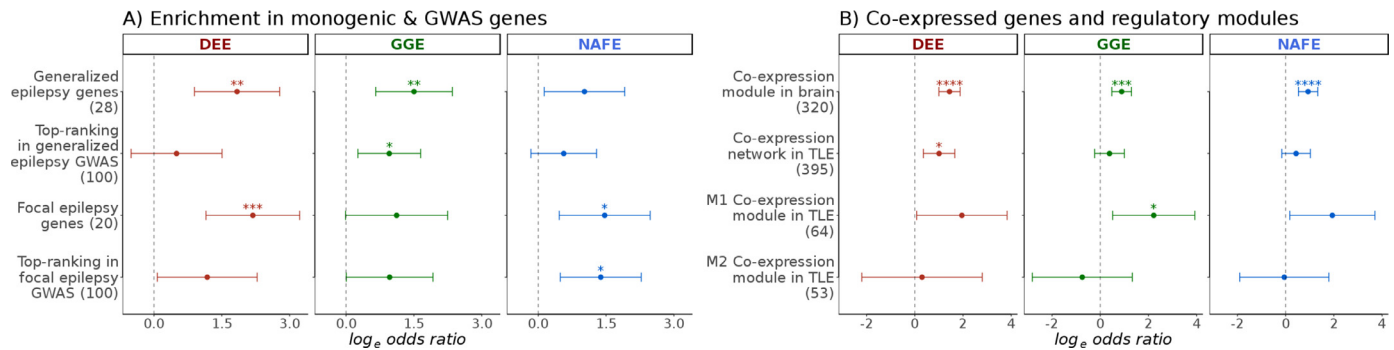 A) Enrichment in monogenic & GWAS genes
DEE
GGE
NAFE
Generalized
epilepsy genes
(28)
Top-ranking
in generalized
epilepsy GWAS
(100)
Focal epilepsy
genes (20)
Top-ranking in
focal epilepsy
GWAS (100)
**
***
**
*
*
*
0.0 1.5 3.0
0.0 1.5 3.0
0.0 1.5 3.0
log e odds ratio
B) Co-expressed genes and regulatory modules
DEE
GGE
NAFE
Co-expression
module in brain
(320)
Co-expression
network in TLE
(395)
M1 Co-expression
module in TLE
(64)
M2 Co-expression
module in TLE
(53)
****
*
***
*
****
-2 0 2 4
-2 0 2 4
-2 0 2 4
log e odds ratio